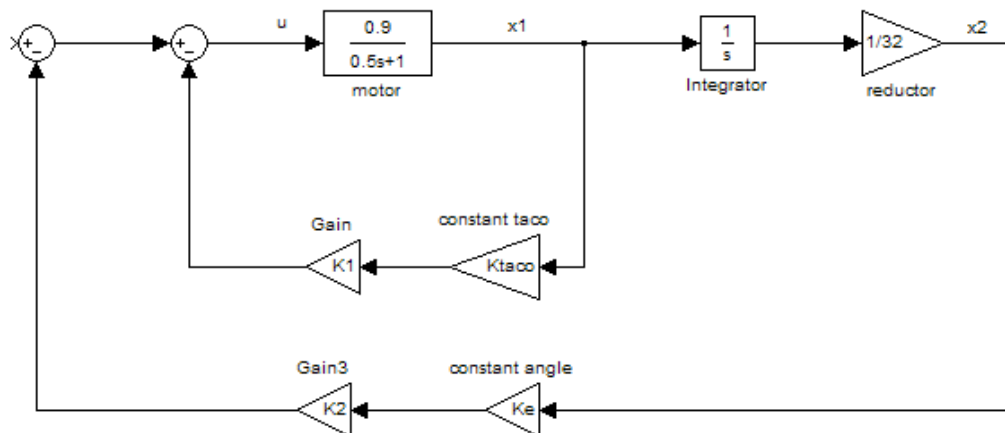 u
x1
x2
+
−
+
−
0.9
0.5s+1
motor
1
s
Integrator
1/32
reductor
Gain
constant taco
K1
Ktaco
Gain3
constant angle
K2
Ke